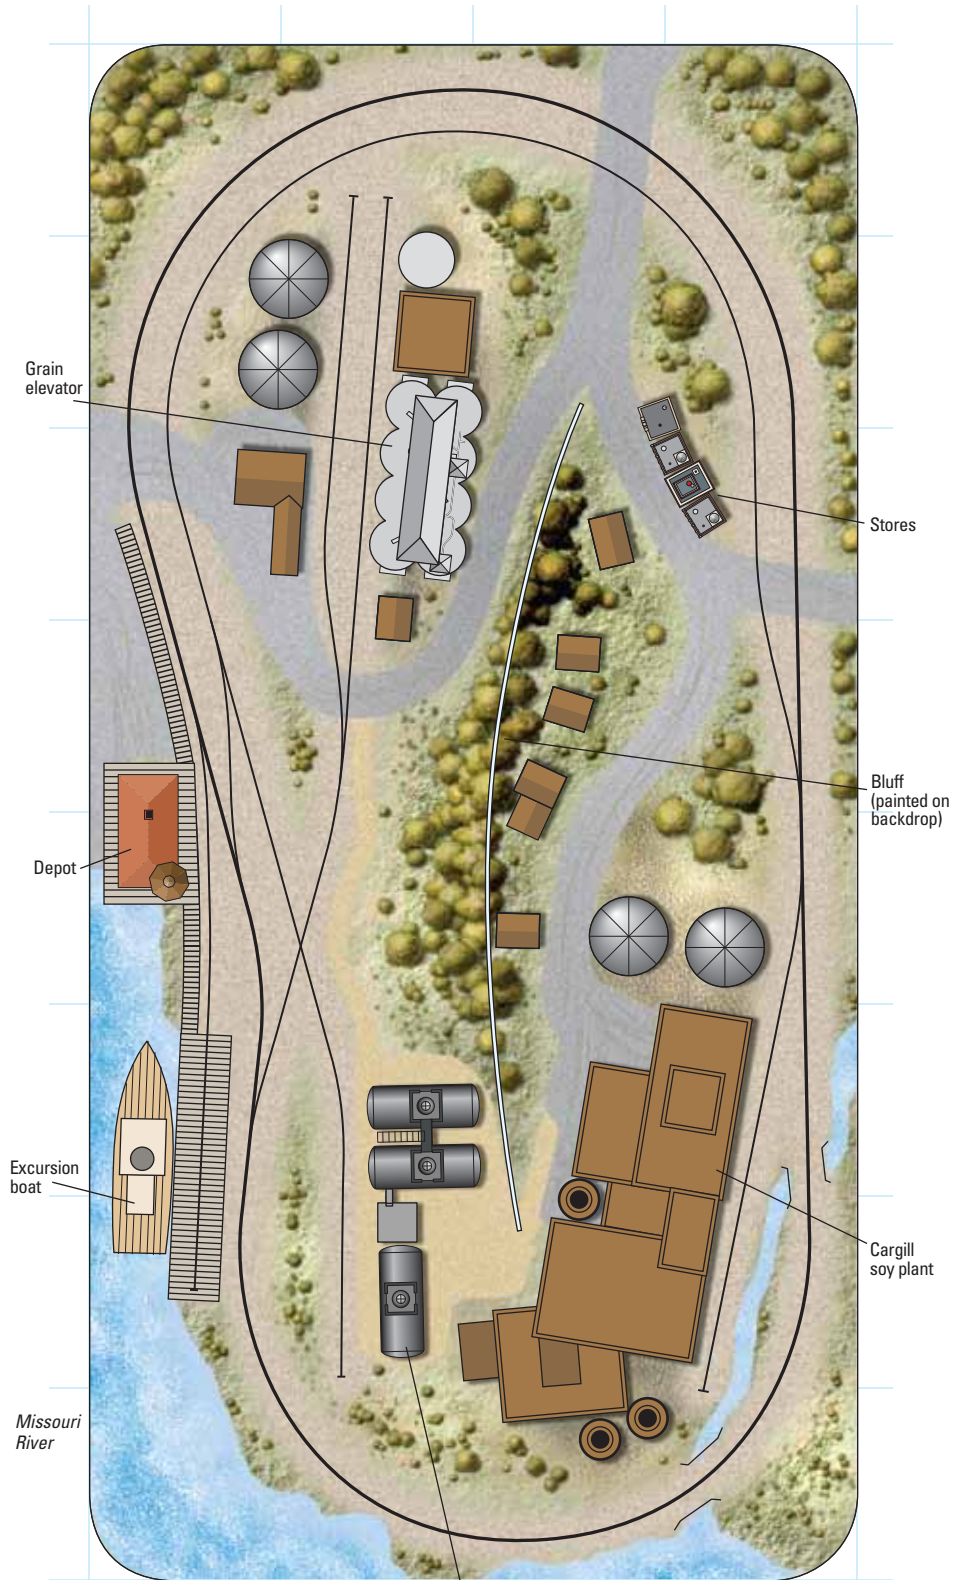 Grain
elevator
Stores
Bluff
(painted on
backdrop)
Depot
Excursion
boat
Cargill
soy plant
Missouri
River